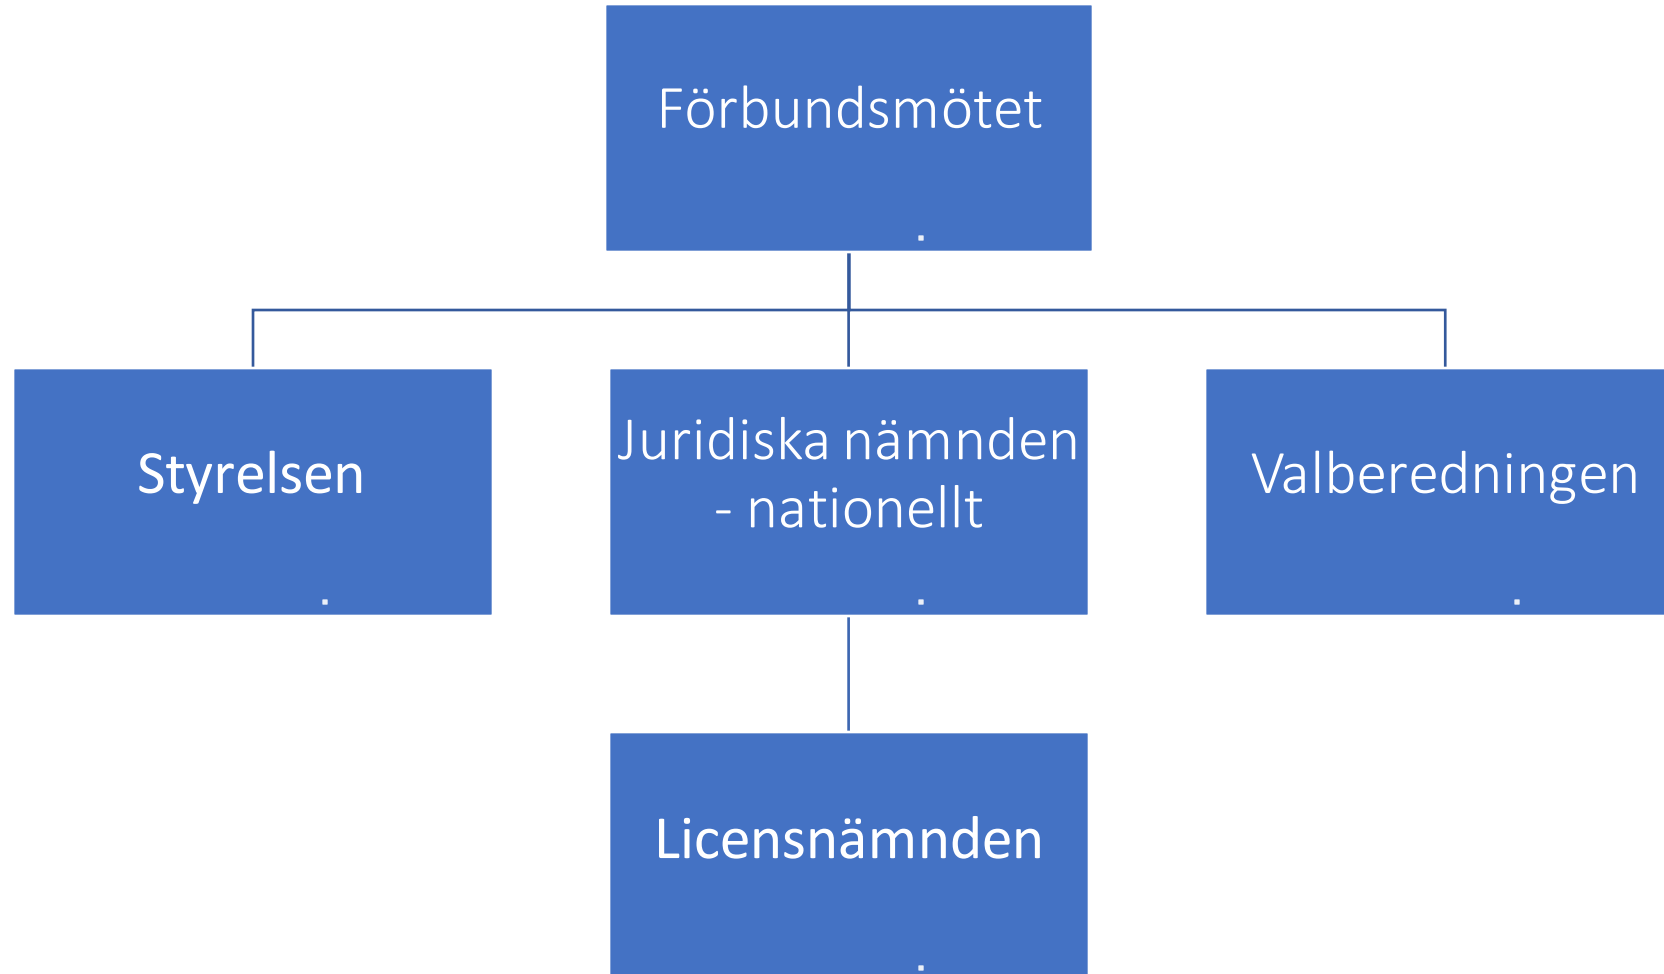 Förbundsmötet
.
Styrelsen
.
Juridiska nämnden
- nationellt
.
Valberedningen
.
Licensnämnden
.